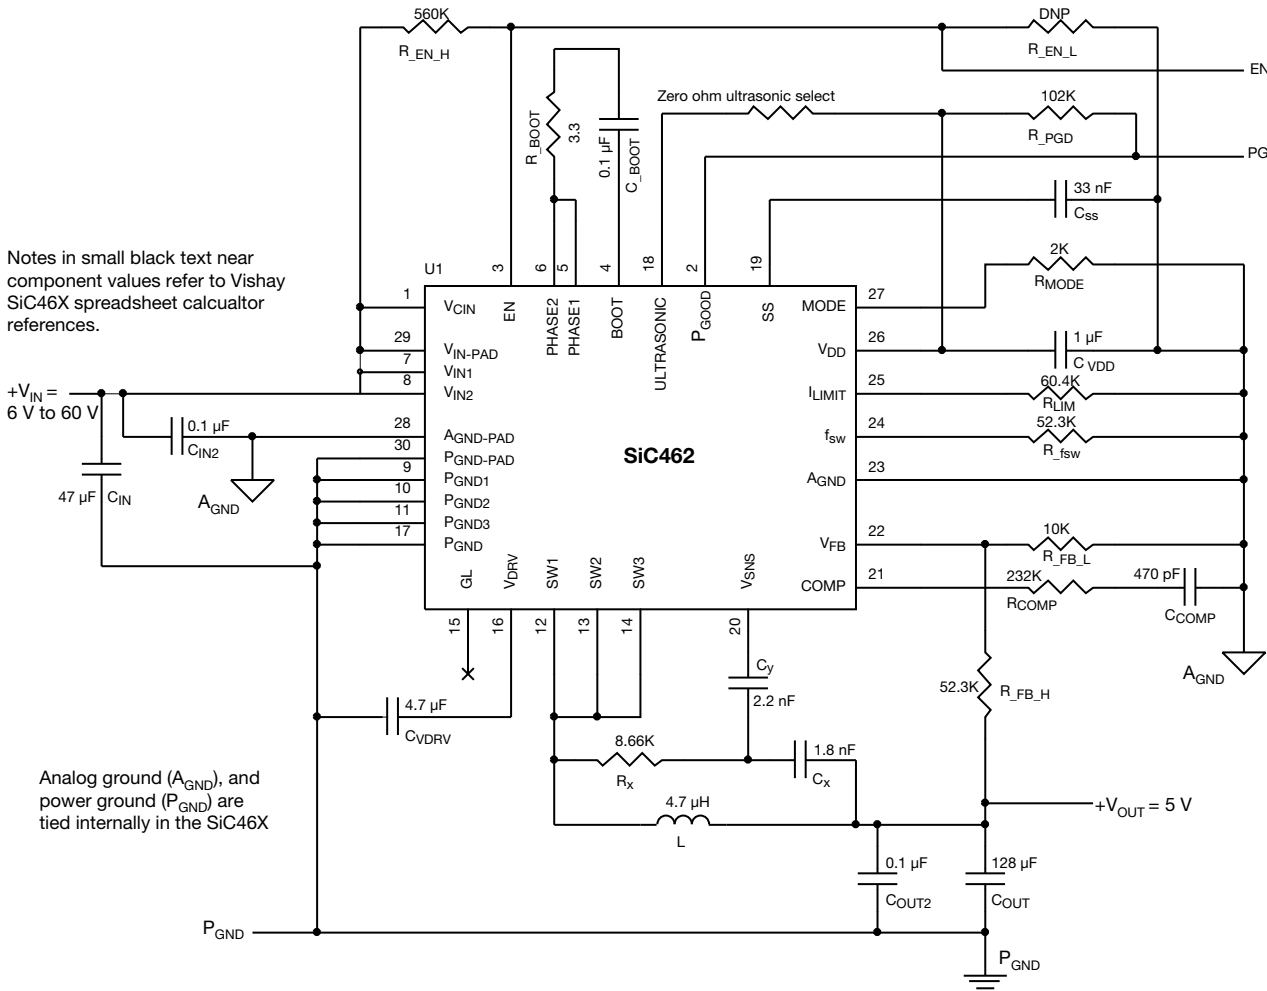 560K
R_EN_H
DNP
R_EN_L
EN
Zero ohm ultrasonic select
102K
R_PGD
PG
R_BOOT
3.3
0.1 µF
C_BOOT
33 nF
Css
2K
RMODE
Notes in small black text near
component values refer to Vishay
SiC46X spreadsheet calcualtor
references.
U1
3
6
5
4
18
2
19
EN
PHASE2
PHASE1
BOOT
ULTRASONIC
PGOOD
SS
1
VCIN
29
VIN-PAD
7
VIN1
8
VIN2
28
AGND-PAD
30
PGND-PAD
9
PGND1
10
PGND2
11
PGND3
17
PGND
MODE
27
VDD
26
1 µF
C VDD
ILIMIT
25
60.4K
RLIM
fsw
24
52.3K
R_fsw
AGND
23
VFB
22
10K
R_FB_L
COMP
21
232K
RCOMP
470 pF
CCOMP
AGND
SiC462
+VIN =
6 V to 60 V
0.1 µF
CIN2
47 µF
CIN
AGND
GL
VDRV
SW1
SW2
SW3
VSNS
15
16
12
13
14
20
4.7 µF
CVDRV
Cy
2.2 nF
52.3K
R_FB_H
8.66K
Rx
1.8 nF
Cx
4.7 µH
L
+VOUT = 5 V
Analog ground (AGND), and
power ground (PGND) are
tied internally in the SiC46X
0.1 µF
COUT2
128 µF
COUT
PGND
PGND